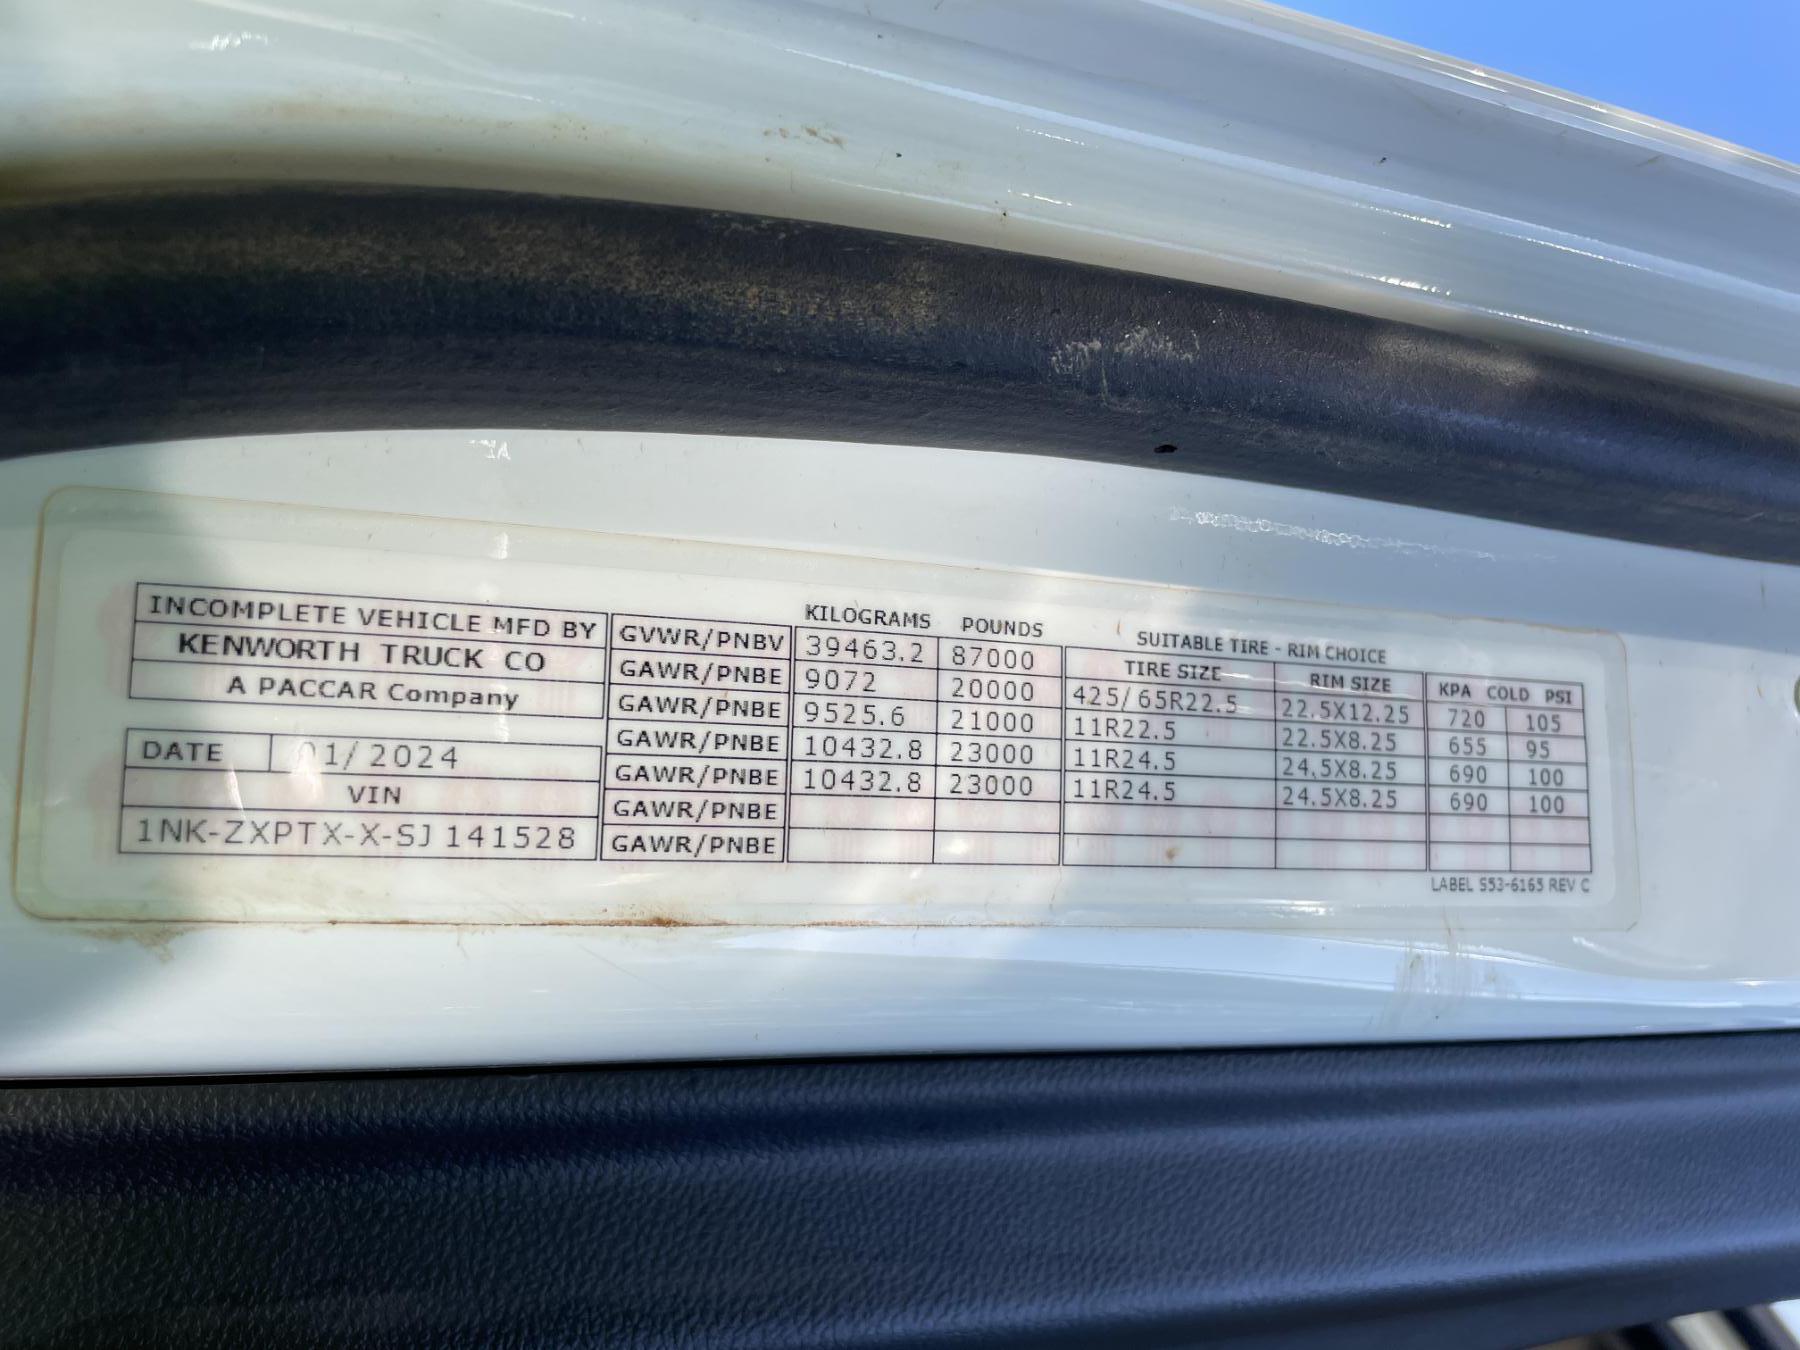 INCOMPLETE VEHICLE MFD BY
KENWORTH TRUCK CO
A PACCAR Company
DATE 01/2024
VIN
1NK-ZXPTX-X-SJ141528
KILOGRAMS POUNDS
GVWR/PNBV 39463.2 87000
GAWR/PNBE 9072 20000
GAWR/PNBE 9525.6 21000
GAWR/PNBE 10432.8 23000
GAWR/PNBE 10432.8 23000
GAWR/PNBE
GAWR/PNBE
SUITABLE TIRE - RIM CHOICE
TIRE SIZE RIM SIZE KPA COLD PSI
425/65R22.5 22.5X12.25 720 105
11R22.5 22.5X8.25 655 95
11R24.5 24.5X8.25 690 100
11R24.5 24.5X8.25 690 100
LABEL S53-6165 REV C